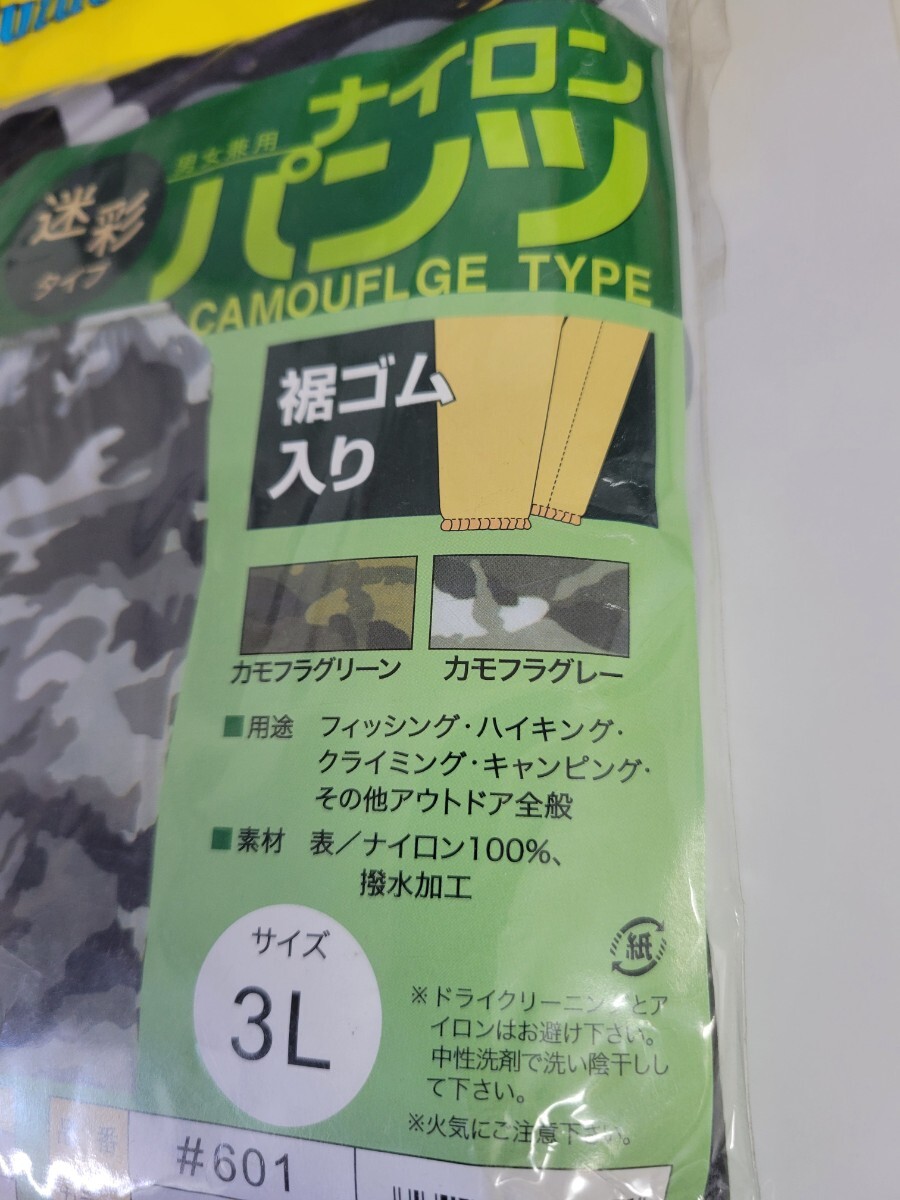 ナイロン
男女兼用
パンツ
迷彩
タイプ
CAMOUFLGE TYPE
裾ゴム
入り
カモフラグリーン
カモフラグレー
■用途 フィッシング・ハイキング・
クライミング・キャンピング・
その他アウトドア全般
■素材 表／ナイロン100%、
撥水加工
紙
サイズ
3L
※ドライクリーニングとア
イロンはお避け下さい。
中性洗剤で洗い陰干しし
て下さい。
※火気にご注意下さい。
品番
#601